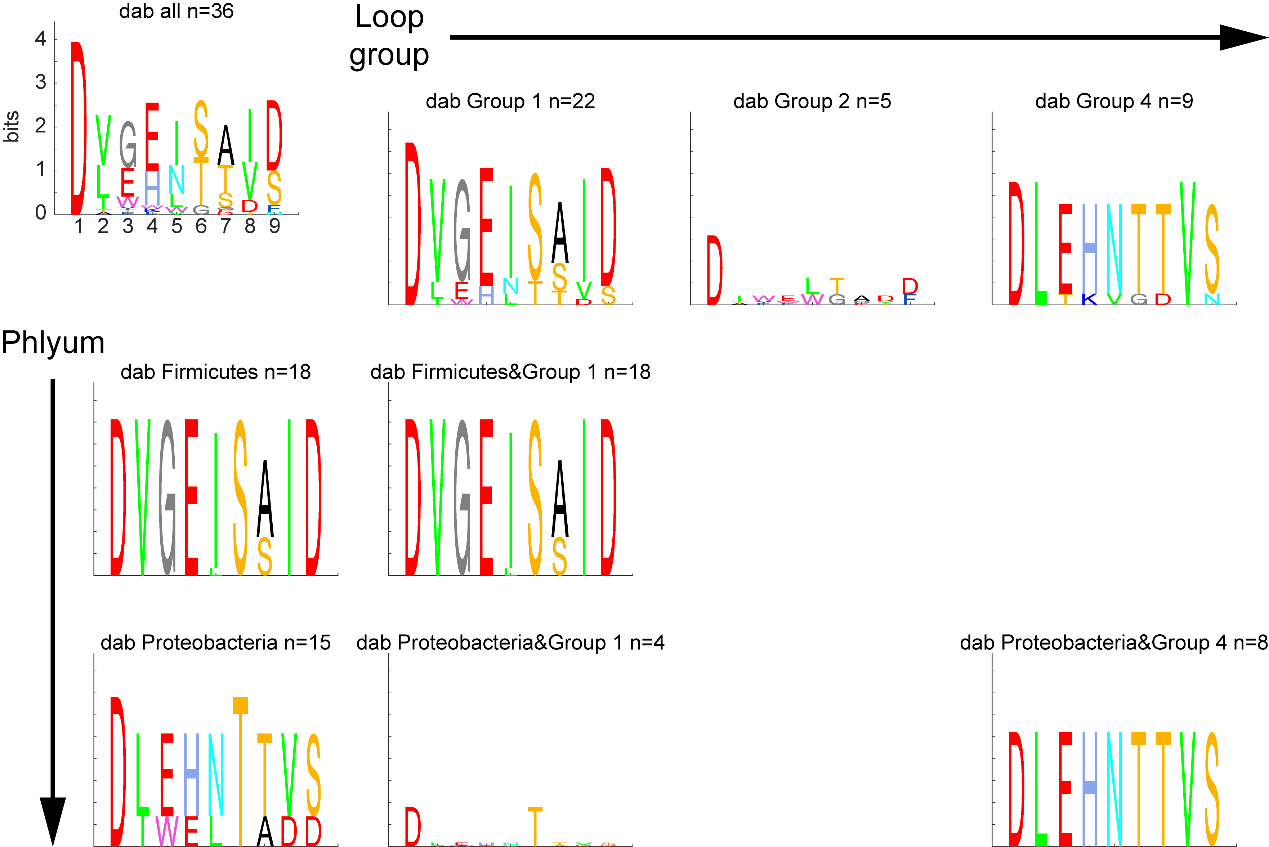 dab all n=36
Loop
group
4
3
2
1
0
bits
D V G E I S A I D
L E H N T T V S
I W W L G S D E
1 2 3 4 5 6 7 8 9
dab Group 1 n=22
D V G E I S A I D
L E H N T S V S
W L T D
dab Group 2 n=5
D I W E L T A D D
W G F
dab Group 4 n=9
D L E H N T T V S
T K V G D N
Phlyum
dab Firmicutes n=18
D V G E I S A I D
L S
dab Firmicutes&Group 1 n=18
D V G E I S A I D
L S
dab Proteobacteria n=15
D L E H N T T V S
T W E L A D D
dab Proteobacteria&Group 1 n=4
D T
dab Proteobacteria&Group 4 n=8
D L E H N T T V S